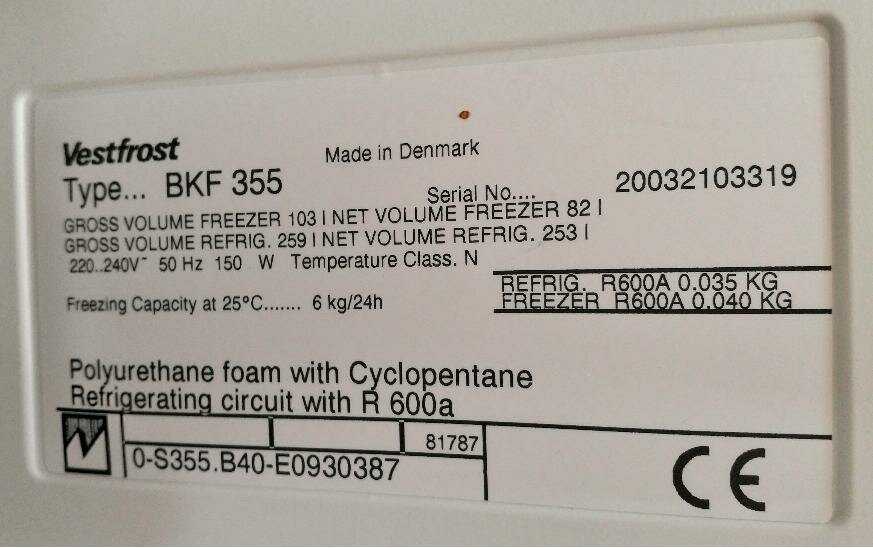 Vestfrost Made in Denmark
Type... BKF 355 Serial No.... 20032103319
GROSS VOLUME FREEZER 103 l NET VOLUME FREEZER 82 l
GROSS VOLUME REFRIG. 259 l NET VOLUME REFRIG. 253 l
220..240V~ 50 Hz 150 W Temperature Class. N
REFRIG. R600A 0.035 KG
Freezing Capacity at 25°C....... 6 kg/24h
FREEZER R600A 0.040 KG
Polyurethane foam with Cyclopentane
Refrigerating circuit with R 600a
81787
0-S355.B40-E0930387
CE